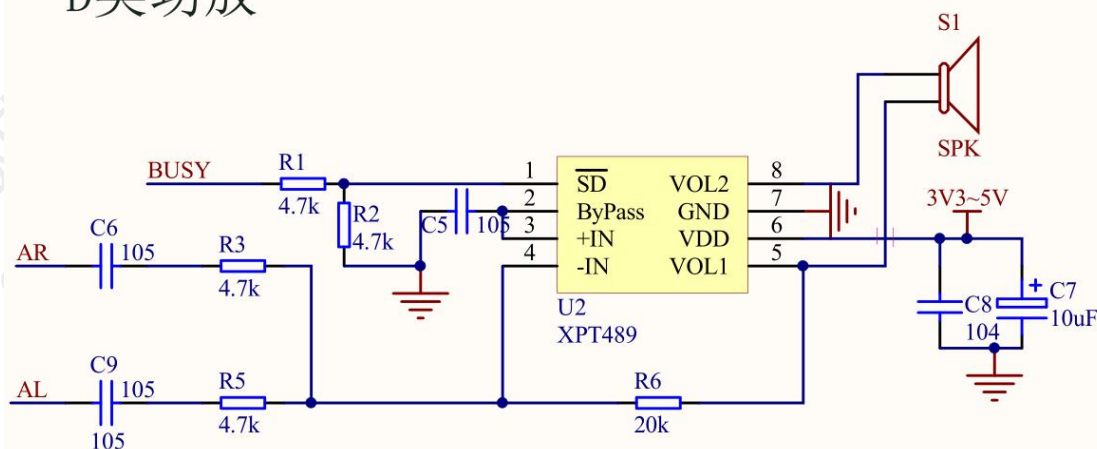 D类功放
S1
SPK
BUSY
R1
4.7k
R2
4.7k
C5
105
1
2
3
4
SD
ByPass
+IN
-IN
VOL2
GND
VDD
VOL1
8
7
6
5
U2
XPT489
3V3~5V
C8
104
+
C7
10uF
AR
C6
105
R3
4.7k
AL
C9
105
105
R5
4.7k
R6
20k